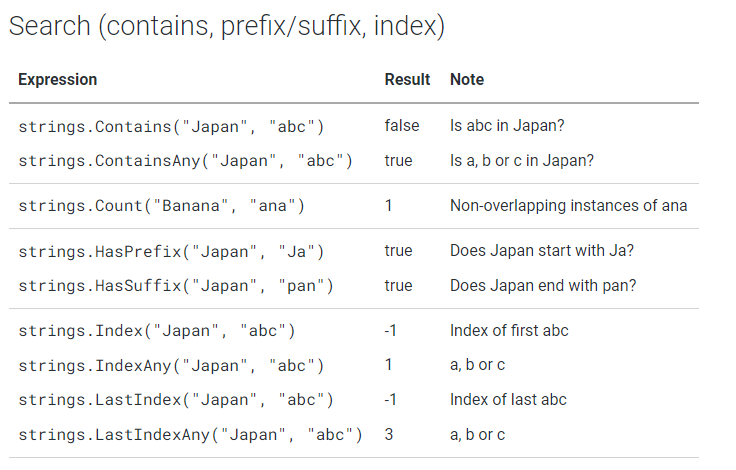 Search (contains, prefix/suffix, index)
Expression Result Note
strings.Contains("Japan", "abc") false Is abc in Japan?
strings.ContainsAny("Japan", "abc") true Is a, b or c in Japan?
strings.Count("Banana", "ana") 1 Non-overlapping instances of ana
strings.HasPrefix("Japan", "Ja") true Does Japan start with Ja?
strings.HasSuffix("Japan", "pan") true Does Japan end with pan?
strings.Index("Japan", "abc") -1 Index of first abc
strings.IndexAny("Japan", "abc") 1 a, b or c
strings.LastIndex("Japan", "abc") -1 Index of last abc
strings.LastIndexAny("Japan", "abc") 3 a, b or c